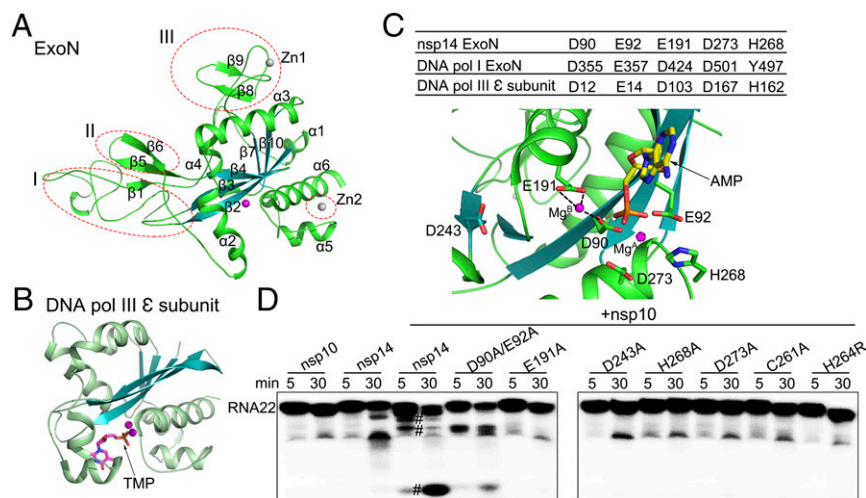 A
ExoN
III
β9
Zn1
β8
α3
II
β6
β5
α4
β7
β10
α1
I
β1
β4
β3
α6
β2
Zn2
α2
α5
B
DNA pol III ε subunit
TMP
C
nsp14 ExoN D90 E92 E191 D273 H268
DNA pol I ExoN D355 E357 D424 D501 Y497
DNA pol III ε subunit D12 E14 D103 D167 H162
AMP
E191
Mg^B
E92
D243
D90
Mg^A
D273
H268
D
+nsp10
nsp10 nsp14 nsp14 D90A/E92A E191A D243A H268A D273A C261A H264R
min 5 30 5 30 5 30 5 30 5 30 5 30 5 30 5 30 5 30 5 30
RNA22
#
#
#